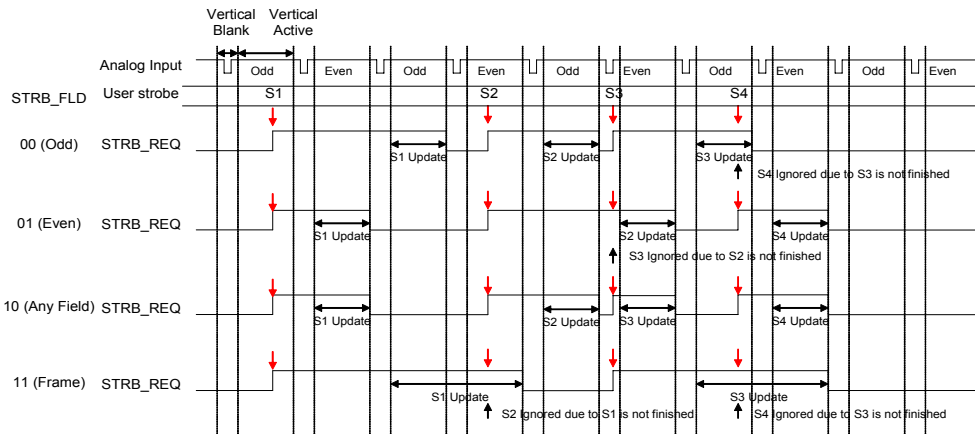 Vertical Blank
Vertical Active
Analog Input Odd Even Odd Even Odd Even Odd Even Odd Even
STRB_FLD User strobe S1 S2 S3 S4
00 (Odd) STRB_REQ
S1 Update S2 Update S3 Update
S4 Ignored due to S3 is not finished
01 (Even) STRB_REQ
S1 Update S2 Update S4 Update
S3 Ignored due to S2 is not finished
10 (Any Field) STRB_REQ
S1 Update S2 Update S3 Update S4 Update
11 (Frame) STRB_REQ
S1 Update S3 Update
S2 Ignored due to S1 is not finished S4 Ignored due to S3 is not finished